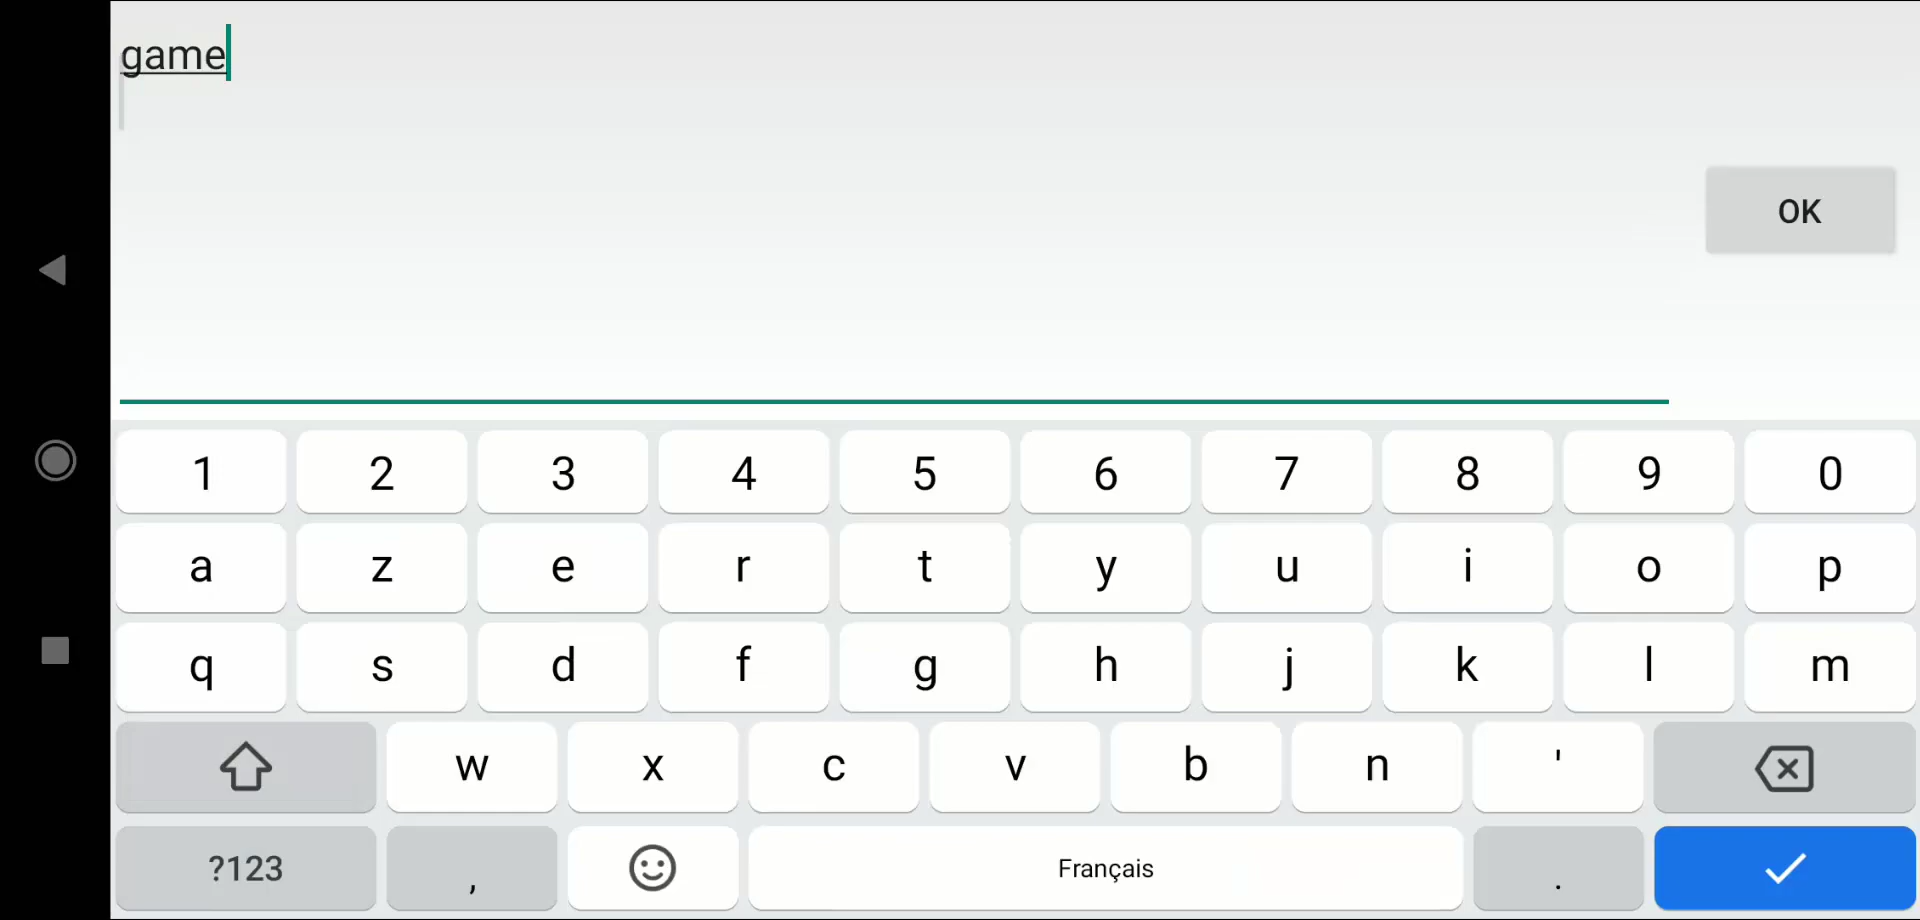 game
OK
1 2 3 4 5 6 7 8 9 0
a z e r t y u i o p
q s d f g h j k l m
w x c v b n '
?123 , Français .